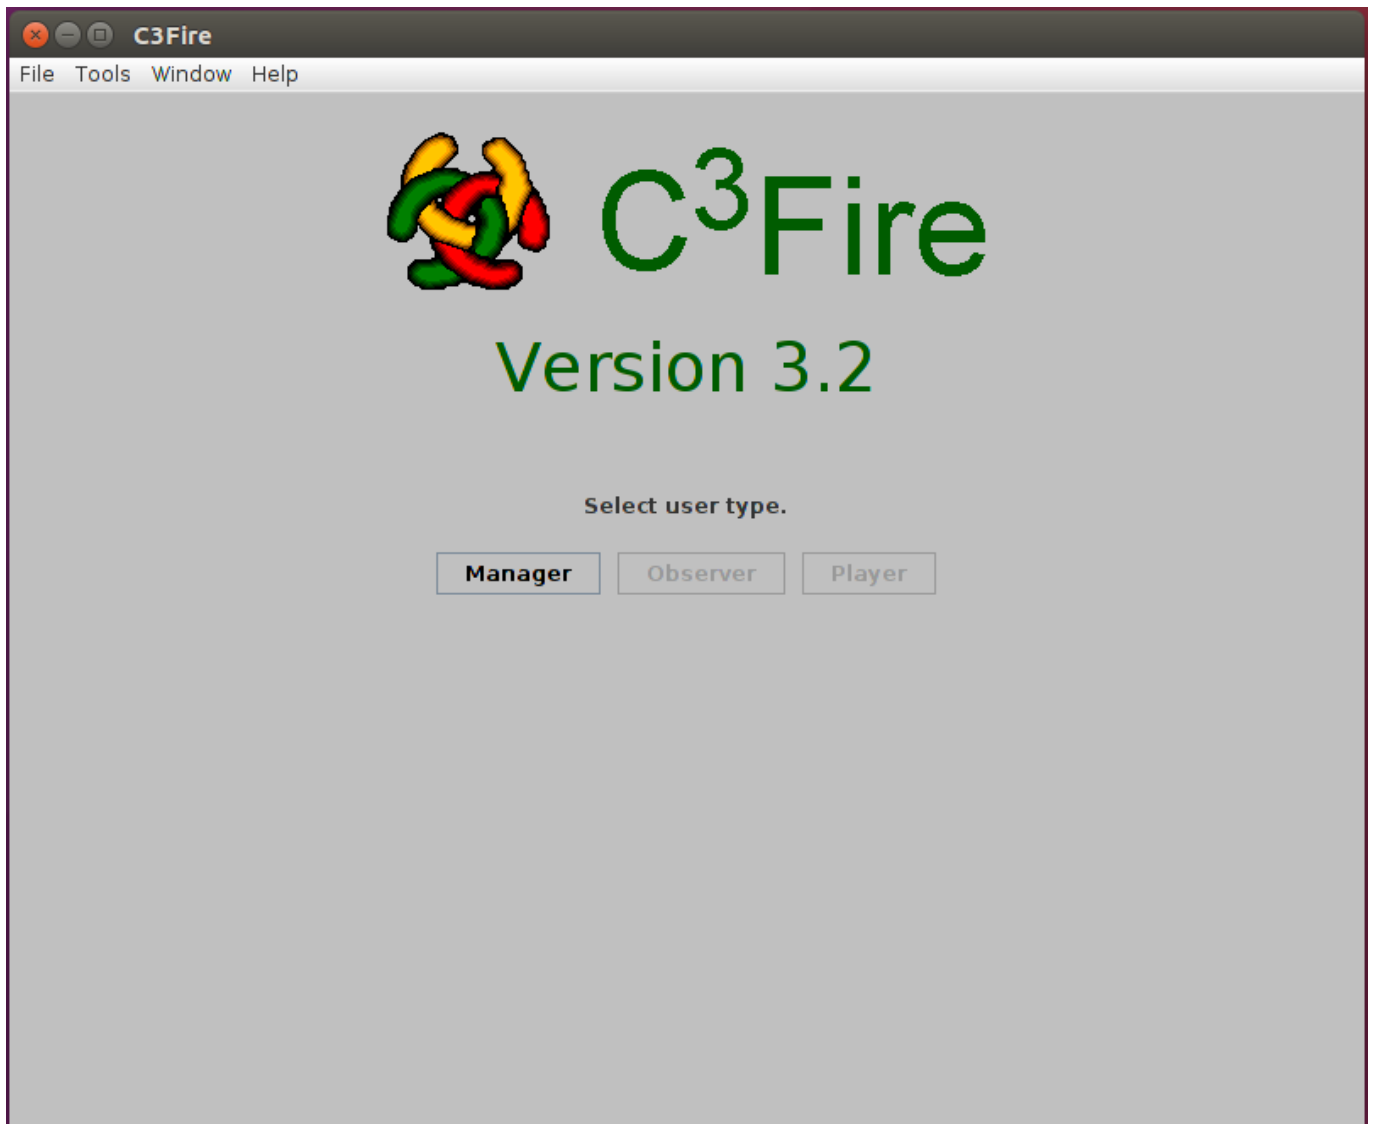 C3Fire
File Tools Window Help
C³Fire
Version 3.2
Select user type.
Manager Observer Player